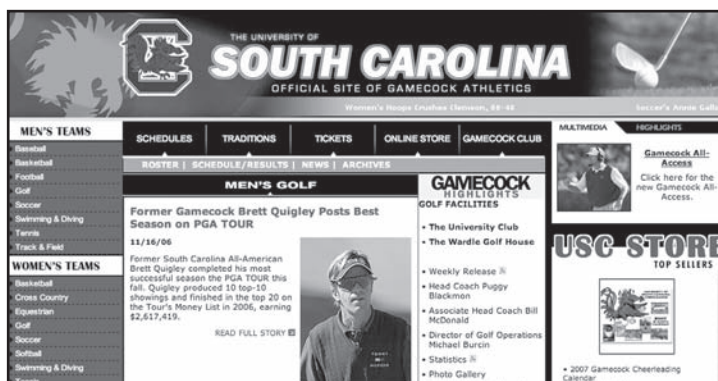 THE UNIVERSITY OF
SOUTH CAROLINA
OFFICIAL SITE OF GAMECOCK ATHLETICS
Women's Hoops Crushes Clemson,
Soccer's Annie
MEN'S TEAMS
Baseball
Basketball
Football
Golf
Soccer
Swimming & Diving
Tennis
Track & Field
WOMEN'S TEAMS
Basketball
Cross Country
Equestrian
Golf
Soccer
Softball
Swimming & Diving
Tennis
SCHEDULES
TRADITIONS
TICKETS
ONLINE STORE
GAMECOCK CLUB
ROSTER | SCHEDULE/RESULTS | NEWS | ARCHIVES
MEN'S GOLF
Former Gamecock Brett Quigley Posts Best
Season on PGA TOUR
11/16/06
Former South Carolina All-American
Brett Quigley completed his most
successful season the PGA TOUR this
fall. Quigley produced 10 top-10
showings and finished in the top 20 on
the Tour's Money List in 2006, earning
$2,617,419.
READ FULL STORY
GAMECOCK
HIGHLIGHTS
GOLF FACILITIES
• The University Club
• The Wardle Golf House
• Weekly Release
• Head Coach Puggy
Blackmon
• Associate Head Coach Bill
McDonald
• Director of Golf Operations
Michael Burcin
• Statistics
• Photo Gallery
MULTIMEDIA
HIGHLIGHTS
Gamecock All-
Access
Click here for the
new Gamecock All-
Access.
USC STORE
TOP SELLERS
• 2007 Gamecock Cheerleading
Calendar